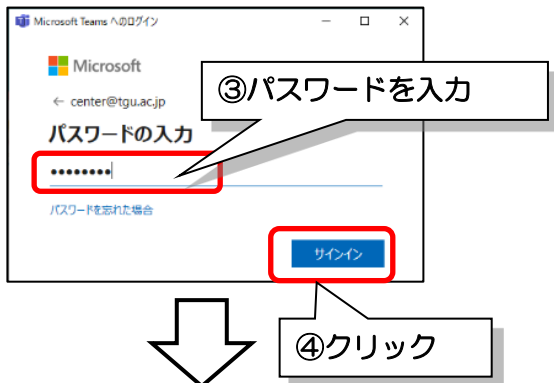 Microsoft Teams へのログイン
Microsoft
← center@tgu.ac.jp
③パスワードを入力
パスワードの入力
••••••••
パスワードを忘れた場合
サインイン
④クリック